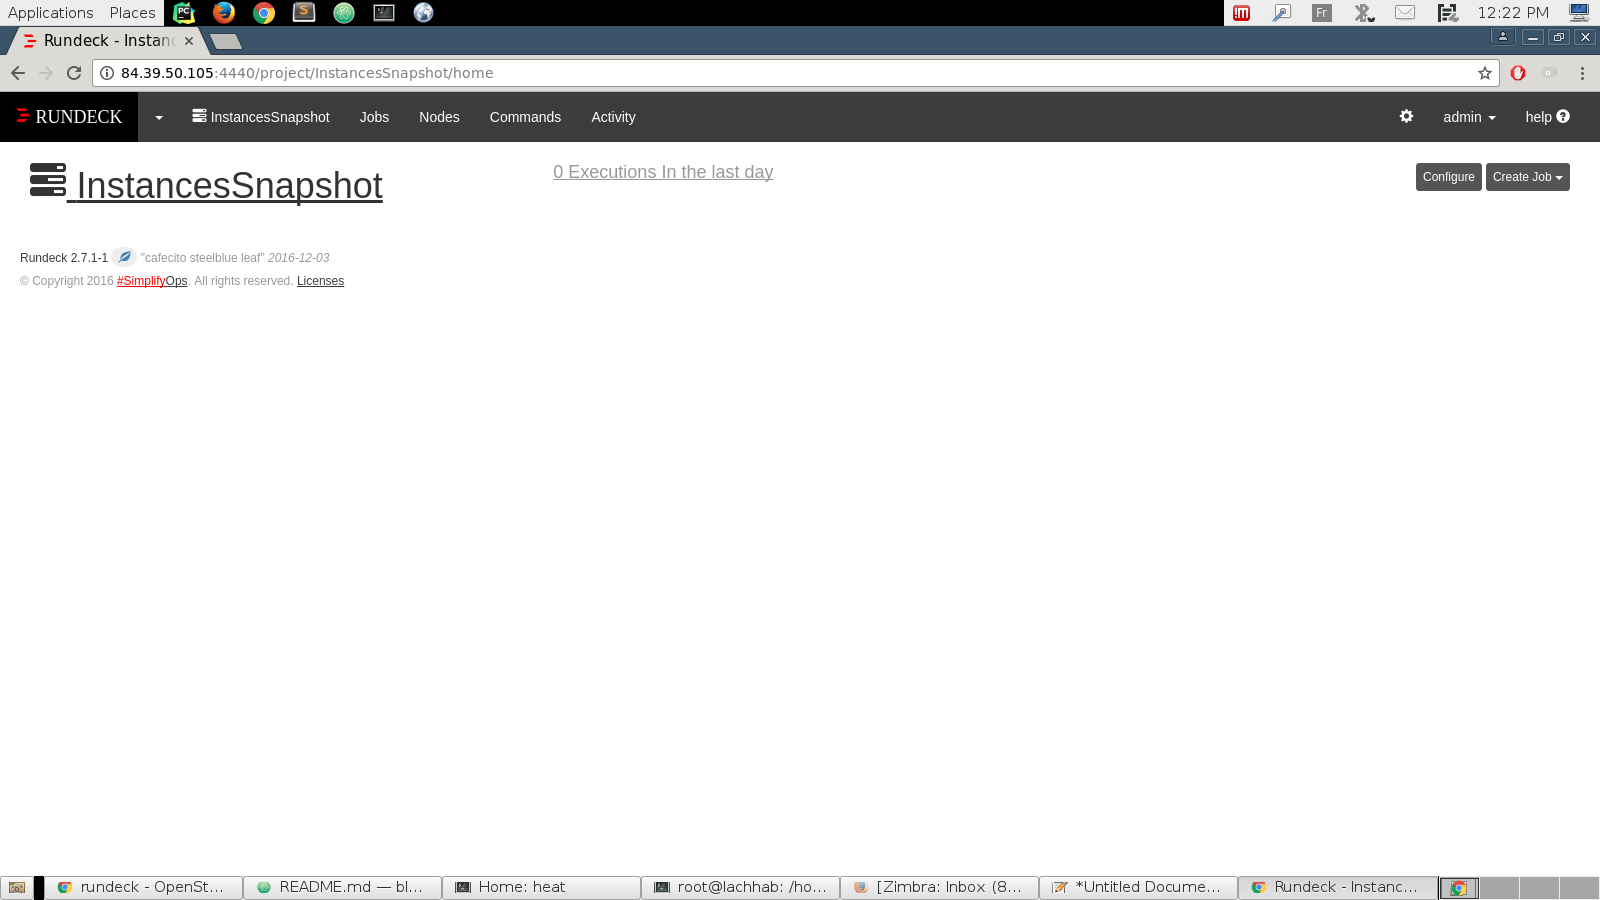 Applications Places Fr 12:22 PM
Rundeck - Instanc
84.39.50.105:4440/project/InstancesSnapshot/home
RUNDECK InstancesSnapshot Jobs Nodes Commands Activity admin help
InstancesSnapshot
0 Executions In the last day
Configure Create Job
Rundeck 2.7.1-1 "cafecito steelblue leaf" 2016-12-03
© Copyright 2016 #SimplifyOps. All rights reserved. Licenses
rundeck - OpenSt... README.md — bl... Home: heat root@lachhab: /ho... [Zimbra: Inbox (8... *Untitled Docume... Rundeck - Instanc...